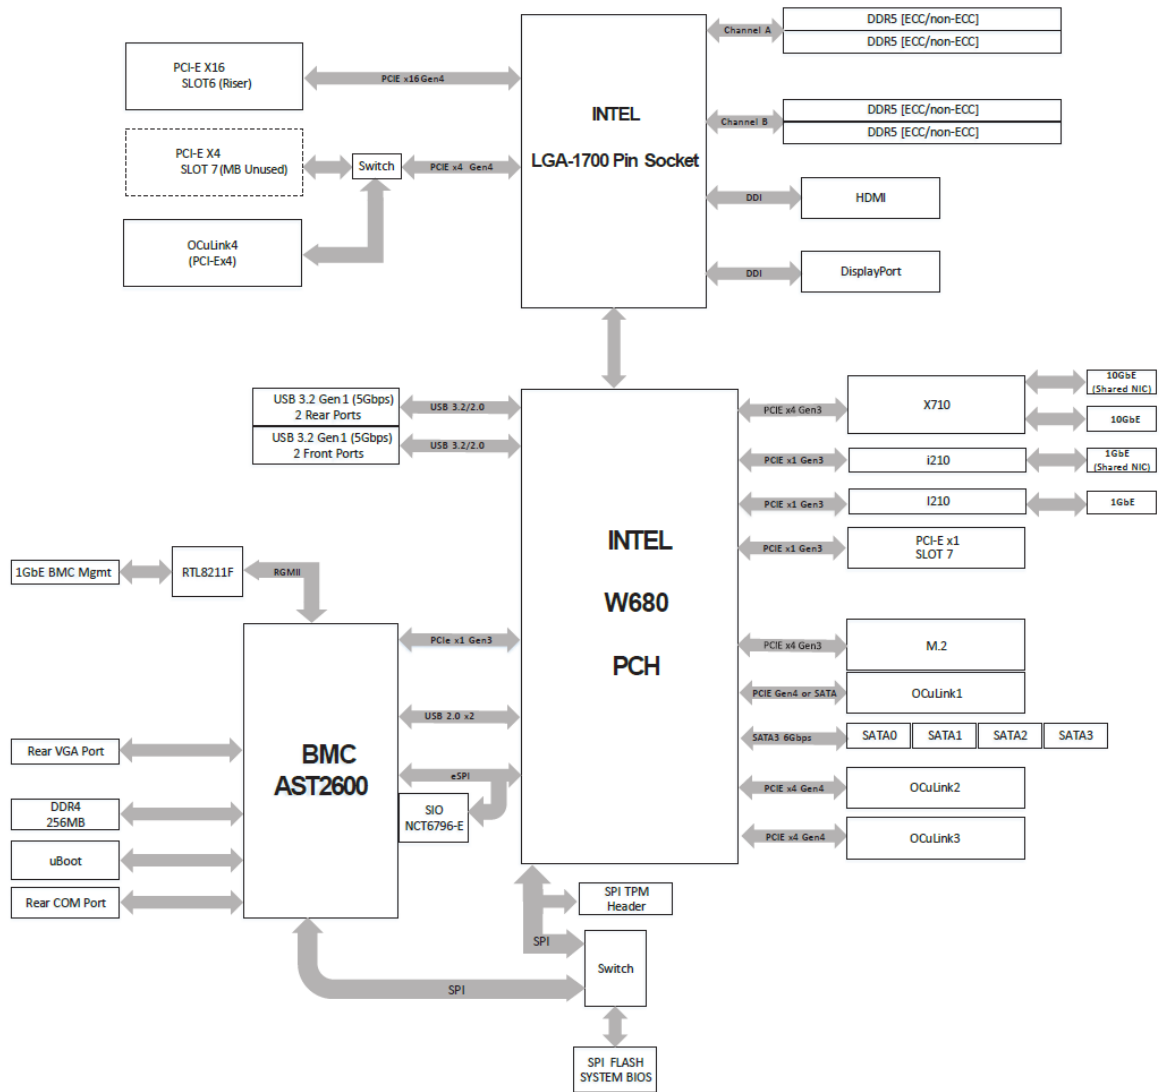 DDR5 [ECC/non-ECC]
Channel A
DDR5 [ECC/non-ECC]
PCI-E X16
SLOT6 (Riser)
PCIE x16 Gen4
INTEL
LGA-1700 Pin Socket
DDR5 [ECC/non-ECC]
Channel B
DDR5 [ECC/non-ECC]
PCI-E X4
SLOT 7 (MB Unused)
Switch
PCIE x4 Gen4
DDI
HDMI
OCuLink4
(PCI-Ex4)
DDI
DisplayPort
USB 3.2 Gen1 (5Gbps)
2 Rear Ports
USB 3.2/2.0
USB 3.2 Gen1 (5Gbps)
2 Front Ports
USB 3.2/2.0
INTEL
W680
PCH
PCIE x4 Gen3
X710
10GbE
(Shared NIC)
10GbE
PCIE x1 Gen3
i210
1GbE
(Shared NIC)
PCIE x1 Gen3
I210
1GbE
PCIE x1 Gen3
PCI-E x1
SLOT 7
1GbE BMC Mgmt
RTL8211F
RGMII
PCIe x1 Gen3
PCIE x4 Gen3
M.2
PCIE Gen4 or SATA
OCuLink1
USB 2.0 x2
SATA3 6Gbps
SATA0
SATA1
SATA2
SATA3
Rear VGA Port
BMC
AST2600
eSPI
SIO
NCT6796-E
PCIE x4 Gen4
OCuLink2
DDR4
256MB
PCIE x4 Gen4
OCuLink3
uBoot
Rear COM Port
SPI TPM
Header
SPI
Switch
SPI
SPI FLASH
SYSTEM BIOS